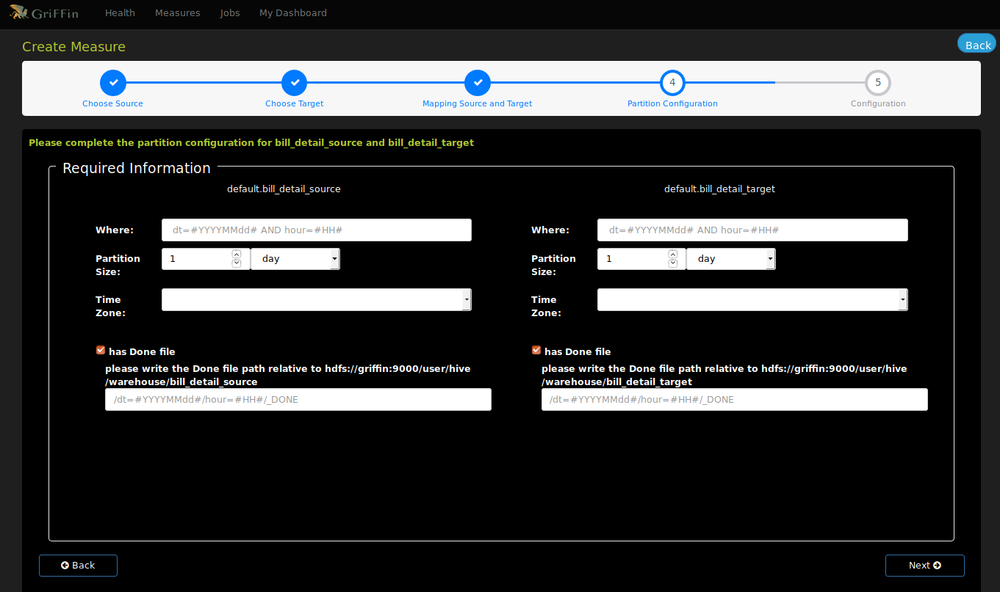 GriFFin Health Measures Jobs My Dashboard
Create Measure
Back
4 5
Choose Source Choose Target Mapping Source and Target Partition Configuration Configuration
Please complete the partition configuration for bill_detail_source and bill_detail_target
Required Information
default.bill_detail_source
Where: dt=#YYYYMMdd# AND hour=#HH#
Partition Size: 1 day
Time Zone:
has Done file
please write the Done file path relative to hdfs://griffin:9000/user/hive
/warehouse/bill_detail_source
/dt=#YYYYMMdd#/hour=#HH#/_DONE
default.bill_detail_target
Where: dt=#YYYYMMdd# AND hour=#HH#
Partition Size: 1 day
Time Zone:
has Done file
please write the Done file path relative to hdfs://griffin:9000/user/hive
/warehouse/bill_detail_target
/dt=#YYYYMMdd#/hour=#HH#/_DONE
Back Next